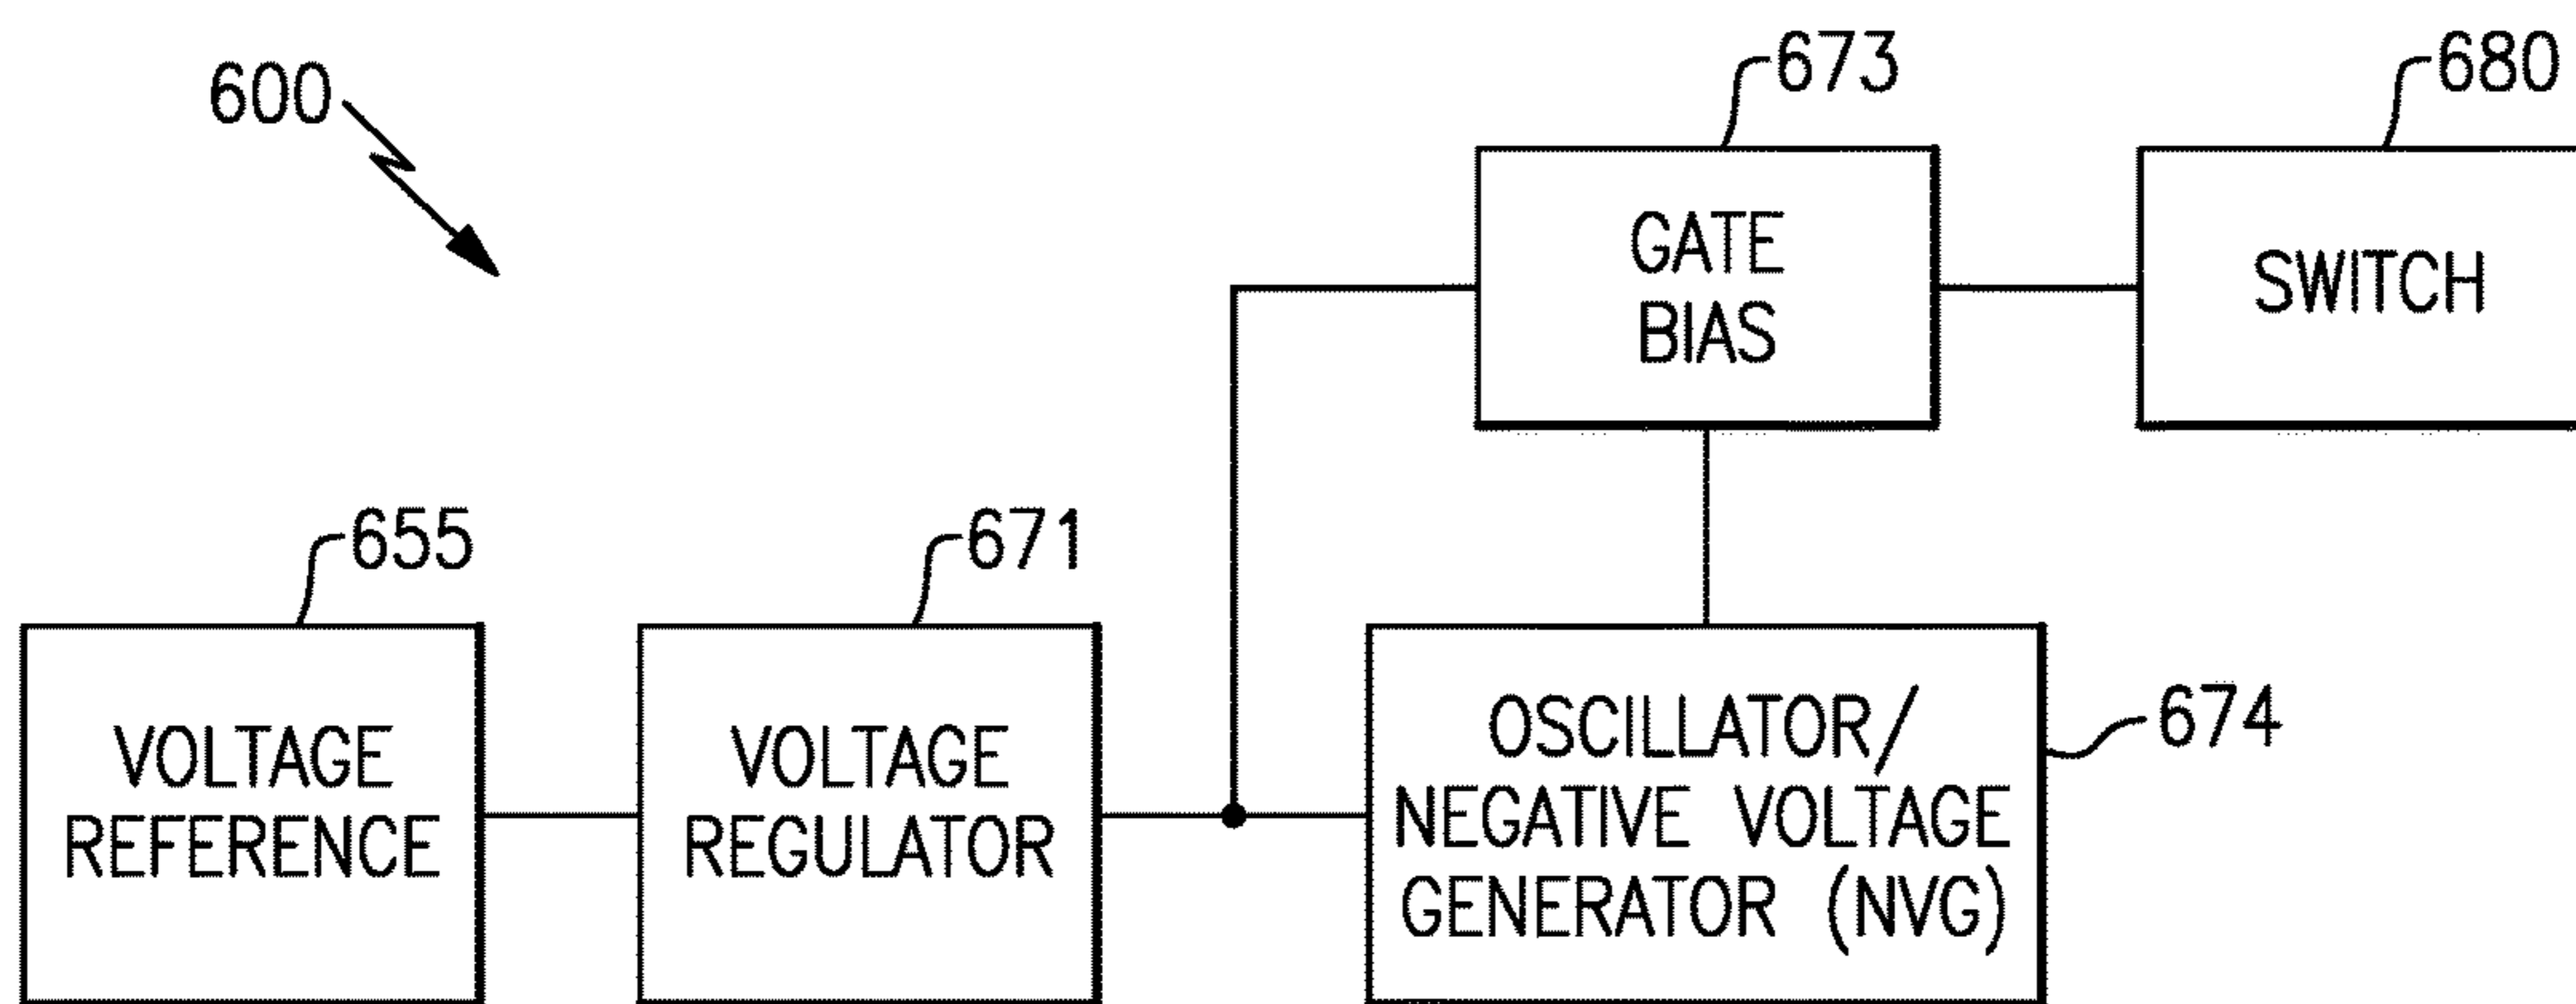 600
673
680
GATE
BIAS
SWITCH
655
671
674
VOLTAGE
REFERENCE
VOLTAGE
REGULATOR
OSCILLATOR/
NEGATIVE VOLTAGE
GENERATOR (NVG)